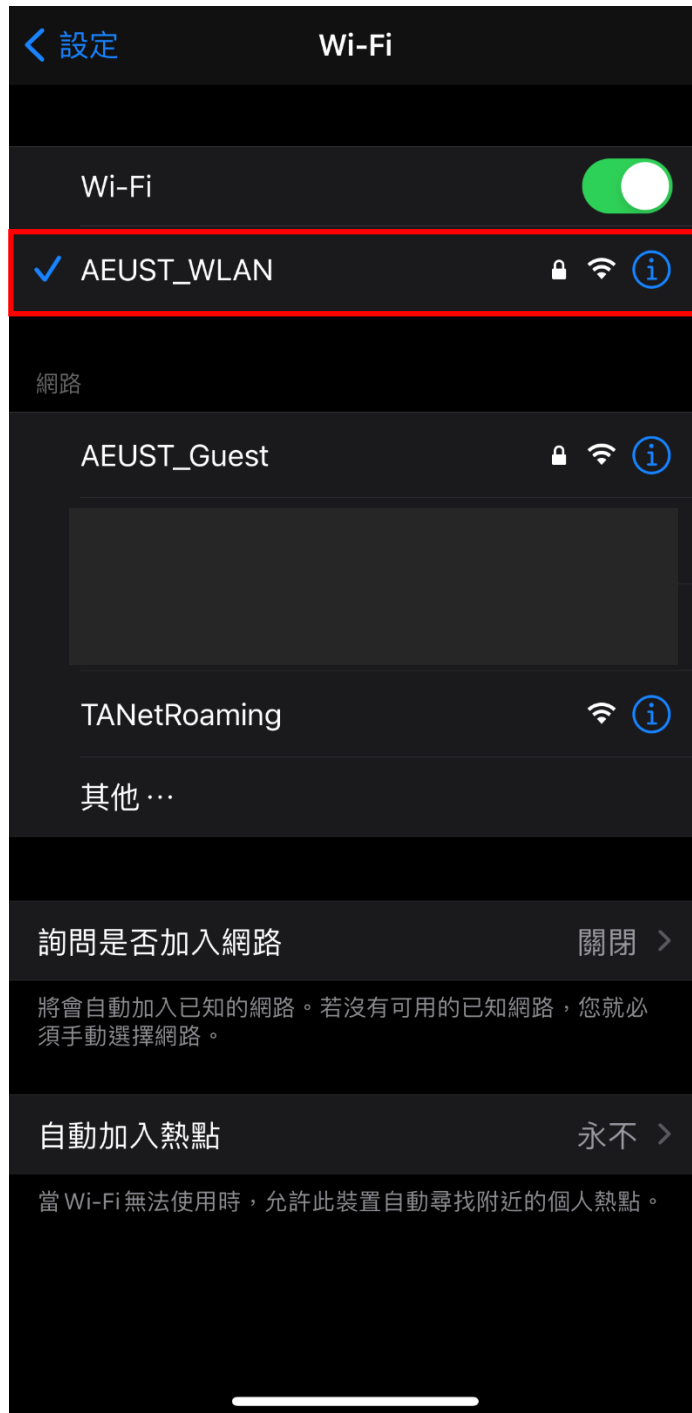 設定
Wi-Fi
Wi-Fi
AEUST_WLAN
網路
AEUST_Guest
TANetRoaming
其他…
詢問是否加入網路 關閉
將會自動加入已知的網路。若沒有可用的已知網路，您就必
須手動選擇網路。
自動加入熱點 永不
當 Wi-Fi 無法使用時，允許此裝置自動尋找附近的個人熱點。